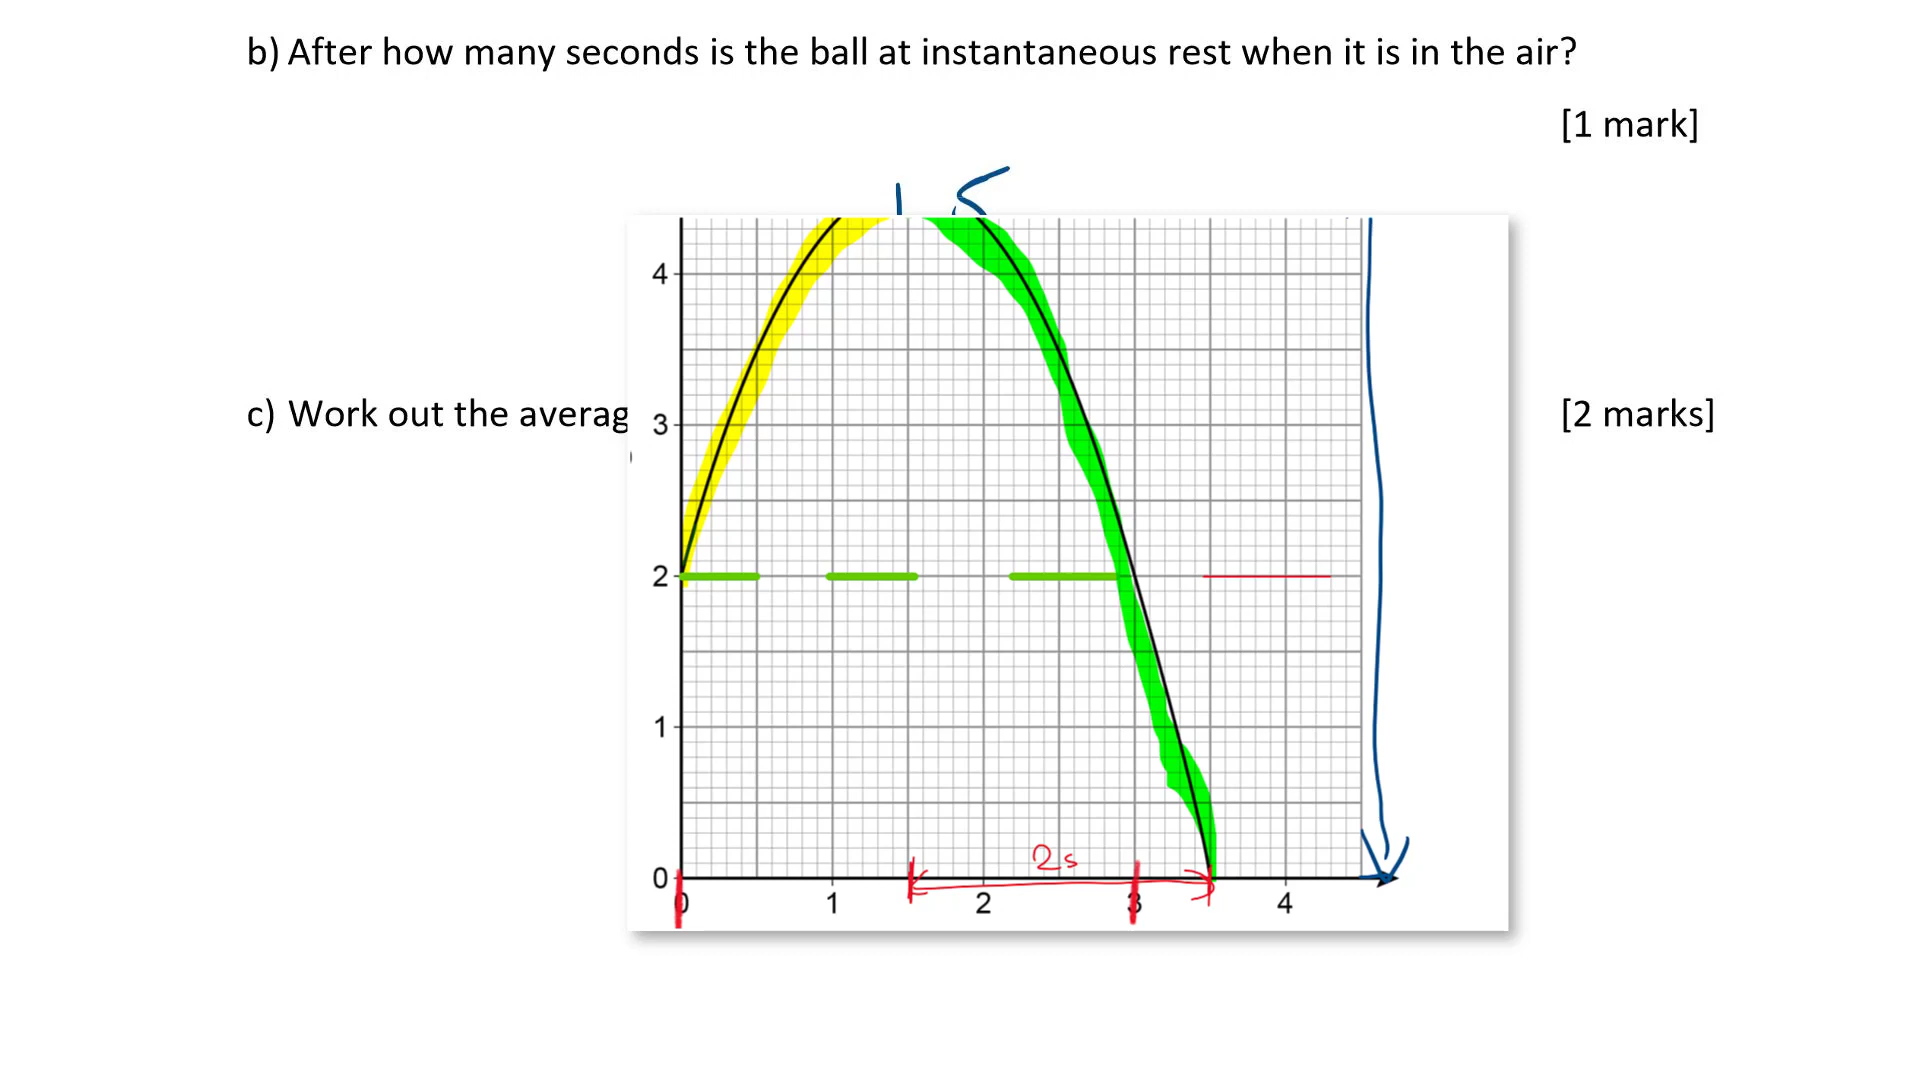 b) After how many seconds is the ball at instantaneous rest when it is in the air?
[1 mark]
4
c) Work out the averag
3
[2 marks]
2
1
2s
0
0 1 2 3 4